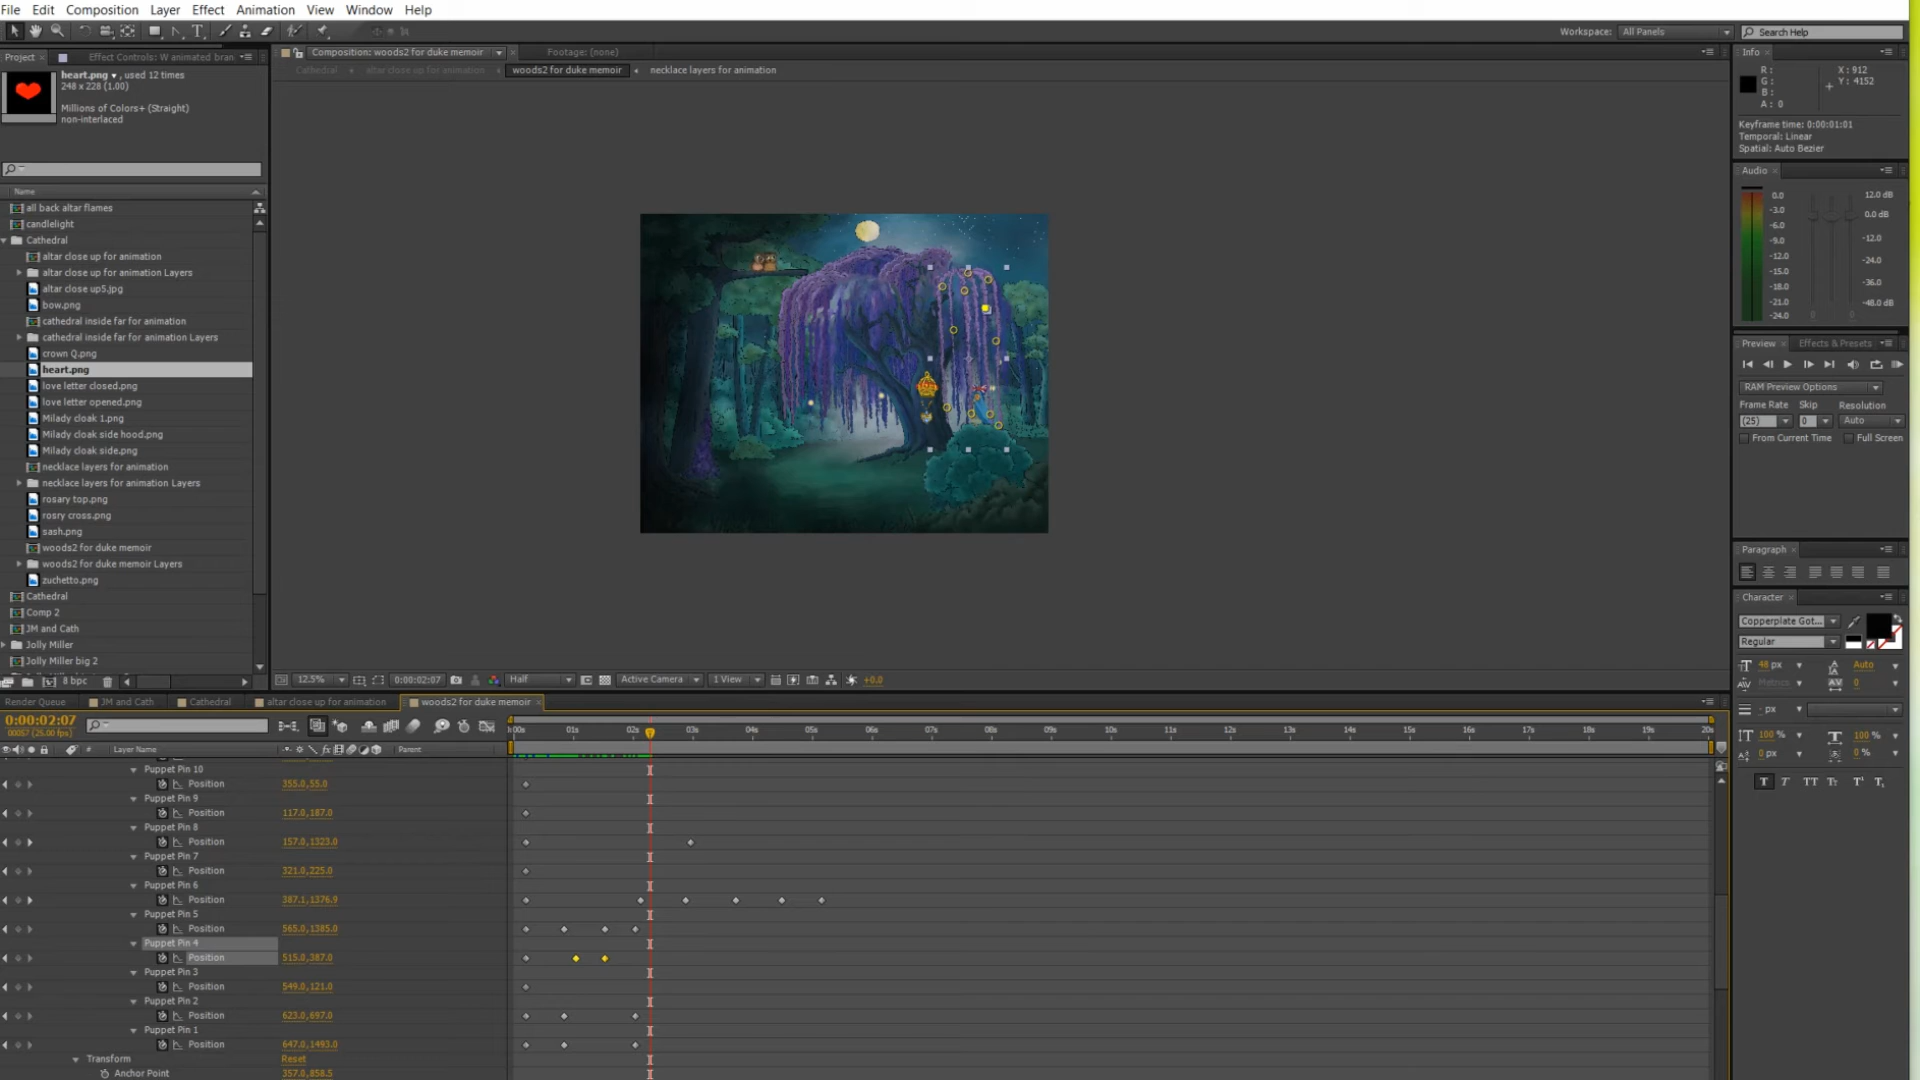 File Edit Composition Layer Effect Animation View Window Help
Workspace: All Panels
Search Help
Project
Effect Controls: W animated bran
heart.png , used 12 times
248 x 228 (1.00)
Millions of Colors+ (Straight)
non-interlaced
Name
all back altar flames
candlelight
Cathedral
altar close up for animation
altar close up for animation Layers
altar close up5.jpg
bow.png
cathedral inside far for animation
cathedral inside far for animation Layers
crown Q.png
heart.png
love letter closed.png
love letter opened.png
Milady cloak 1.png
Milady cloak side hood.png
Milady cloak side.png
necklace layers for animation
necklace layers for animation Layers
rosary top.png
rosry cross.png
sash.png
woods2 for duke memoir
woods2 for duke memoir Layers
zuchetto.png
Cathedral
Comp 2
JM and Cath
Jolly Miller
Jolly Miller big 2
8 bpc
Composition: woods2 for duke memoir
Footage: (none)
Cathedral
altar close up for animation
woods2 for duke memoir
necklace layers for animation
12.5%
0:00:02:07
Half
Active Camera
1 View
+0.0
Info
R :
G :
B :
A : 0
X : 912
Y : 4152
Keyframe time: 0:00:01:01
Temporal: Linear
Spatial: Auto Bezier
Audio
0.0
-3.0
-6.0
-9.0
-12.0
-15.0
-18.0
-21.0
-24.0
12.0 dB
0.0 dB
-12.0
-24.0
-36.0
-48.0 dB
Preview
Effects & Presets
RAM Preview Options
Frame Rate Skip Resolution
(25) 0 Auto
From Current Time Full Screen
Paragraph
Character
Copperplate Got...
Regular
48 px
Auto
Metrics
0
- px
100 %
100 %
0 px
0 %
T T TT Tт T¹ T₁
Render Queue
JM and Cath
Cathedral
altar close up for animation
woods2 for duke memoir
0:00:02:07
00057 (25.00 fps)
# Layer Name
Parent
01s 02s 03s 04s 05s 06s 07s 08s 09s 10s 11s 12s 13s 14s 15s 16s 17s 18s 19s 20s
Puppet Pin 10
Position 355.0,55.0
Puppet Pin 9
Position 117.0,187.0
Puppet Pin 8
Position 157.0,1323.0
Puppet Pin 7
Position 321.0,225.0
Puppet Pin 6
Position 387.1,1376.9
Puppet Pin 5
Position 565.0,1385.0
Puppet Pin 4
Position 515.0,387.0
Puppet Pin 3
Position 549.0,121.0
Puppet Pin 2
Position 623.0,697.0
Puppet Pin 1
Position 647.0,1493.0
Transform Reset
Anchor Point 357.0,858.5